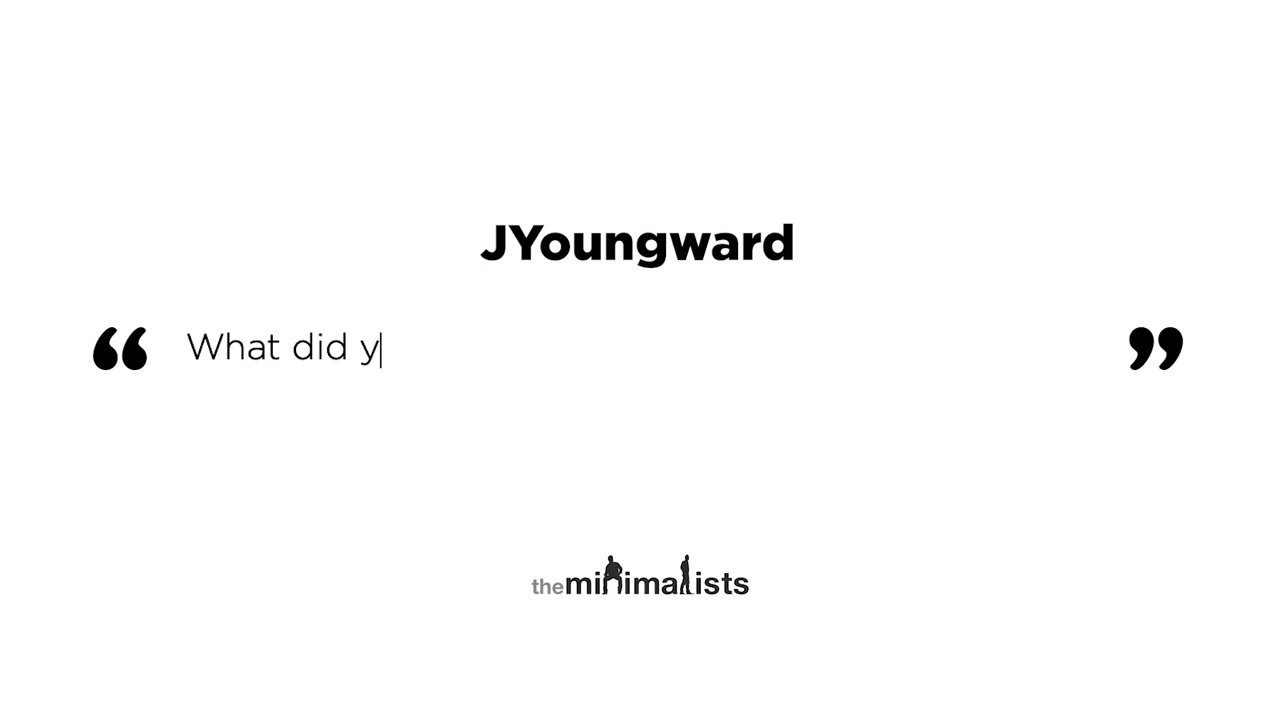 JYoungward
“ What did y ”
theminimalists